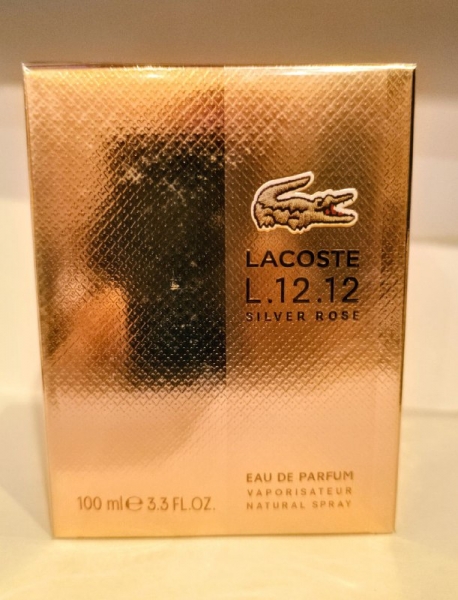 LACOSTE
L.12.12
SILVER ROSE
EAU DE PARFUM
VAPORISATEUR
NATURAL SPRAY
100 ml ℮ 3.3 FL.OZ.